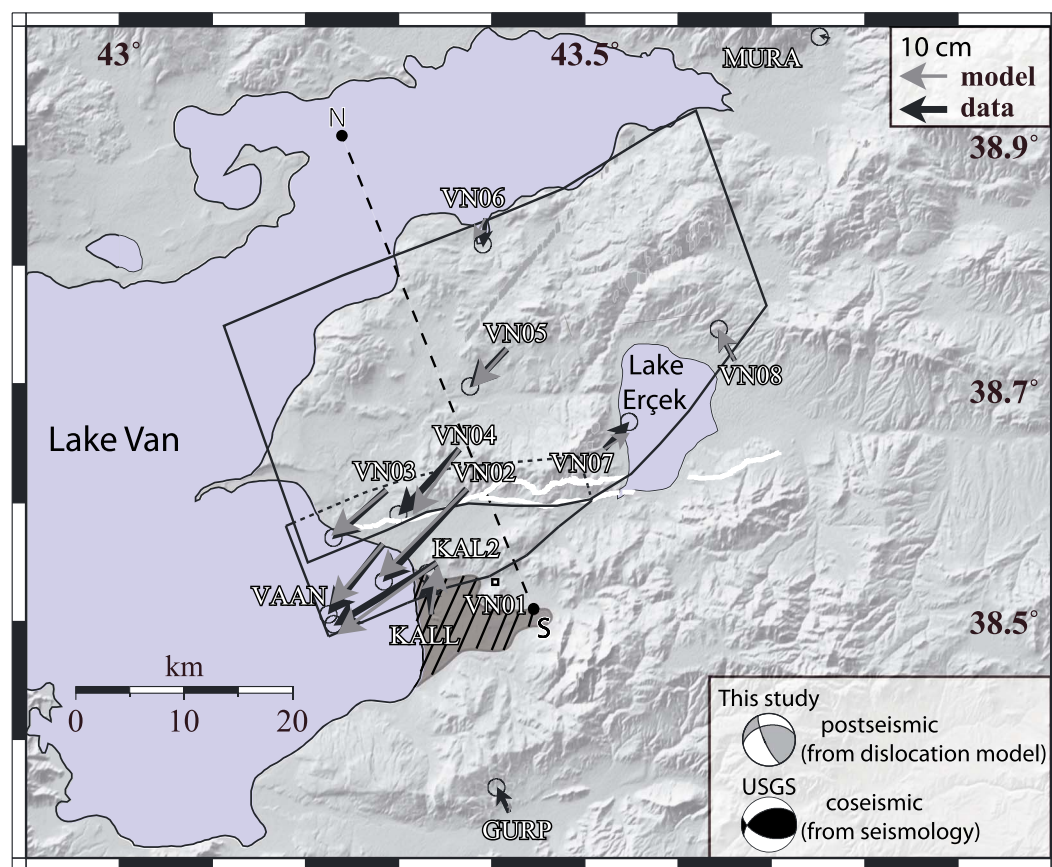 43°
43.5°
MURA
10 cm
model
data
N
38.9°
VN06
VN05
Lake
Erçek
VN08
38.7°
Lake Van
VN04
VN03
VN02
VN07
KAL2
VAAN
VN01
KALL
S
38.5°
km
0 10 20
This study
postseismic
(from dislocation model)
USGS
coseismic
(from seismology)
GURP